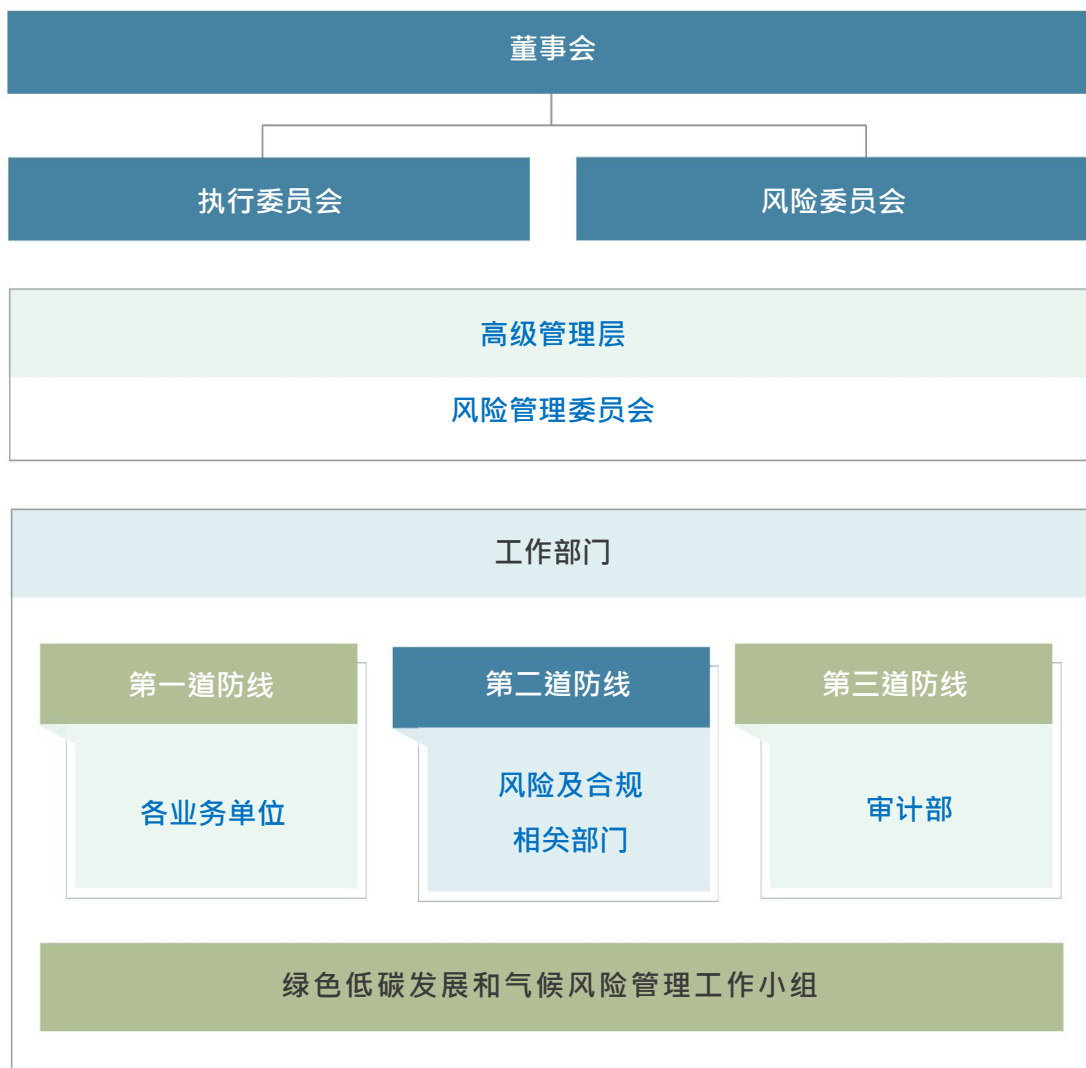 董事会
执行委员会
风险委员会
高级管理层
风险管理委员会
工作部门
第一道防线
第二道防线
第三道防线
各业务单位
风险及合规
相关部门
审计部
绿色低碳发展和气候风险管理工作小组